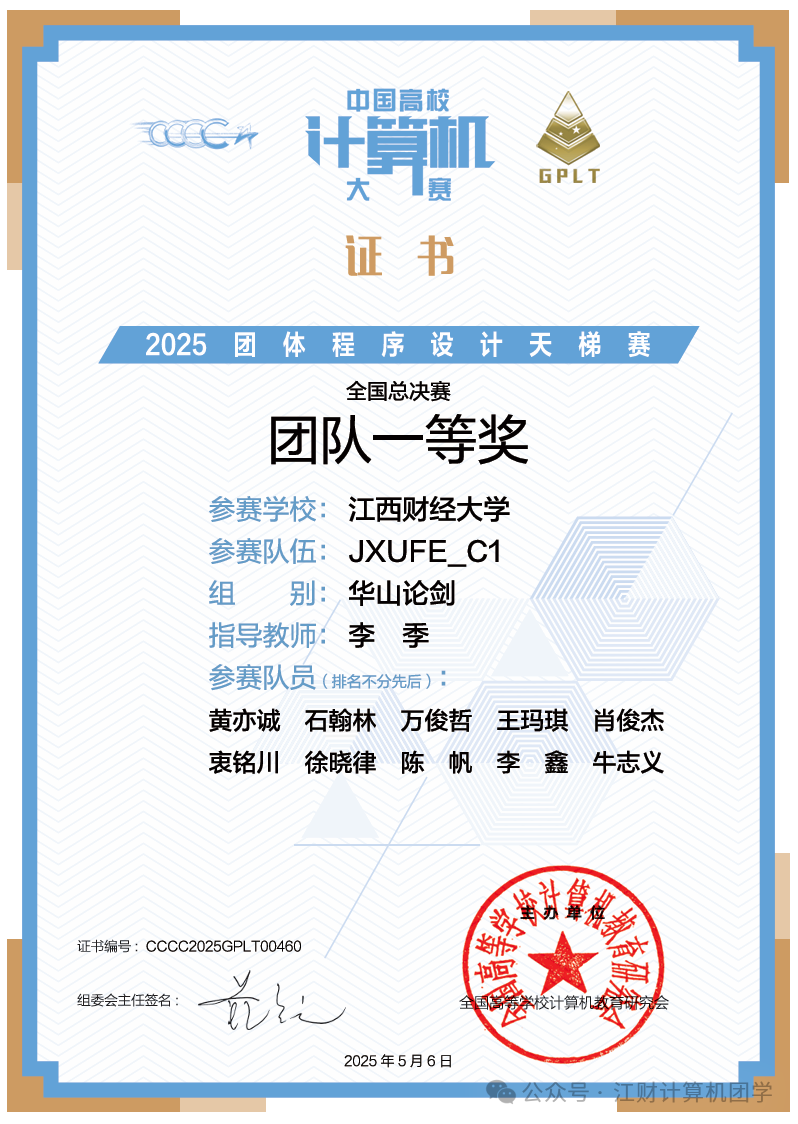 CCCC
中国高校
计算机
大赛
GPLT
证书
2025 团体程序设计天梯赛
全国总决赛
团队一等奖
参赛学校：江西财经大学
参赛队伍：JXUFE_C1
组 别：华山论剑
指导教师：李 季
参赛队员（排名不分先后）：
黄亦诚 石翰林 万俊哲 王玛琪 肖俊杰
衷铭川 徐晓律 陈 帆 李 鑫 牛志义
全国高等学校计算机教育研究会
主办单位
证书编号：CCCC2025GPLT00460
组委会主任签名：
全国高等学校计算机教育研究会
2025年5月6日
公众号 · 江财计算机团学